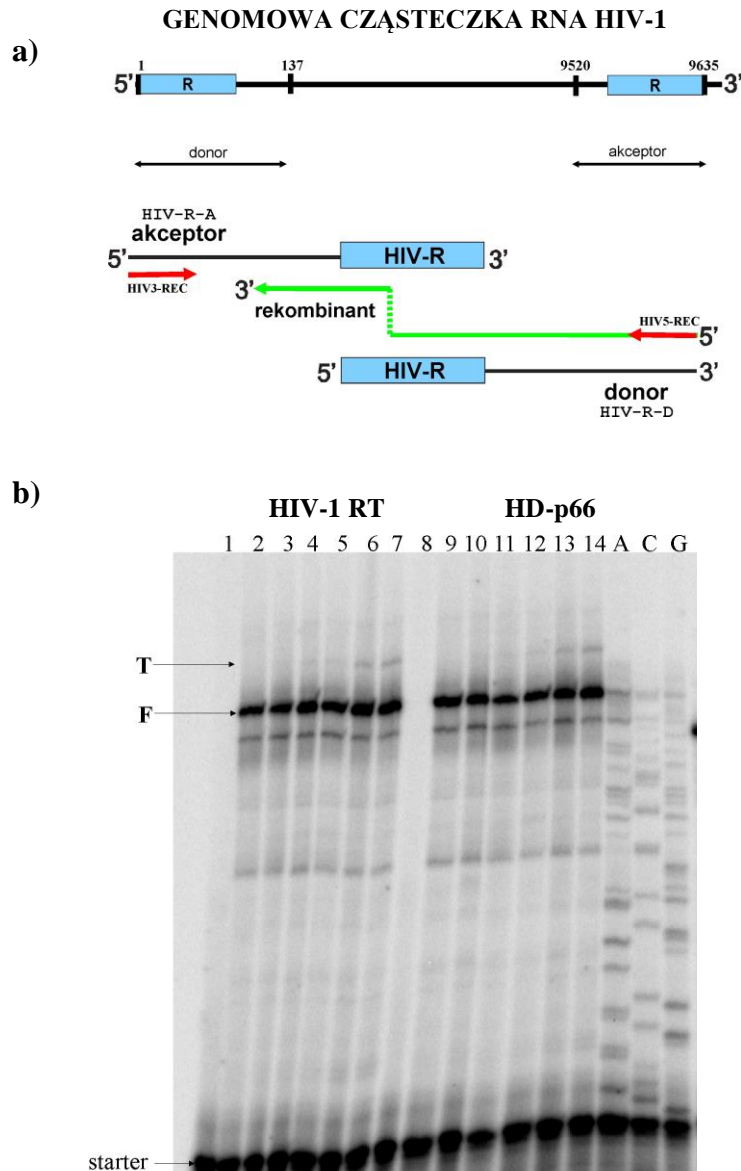 GENOMOWA CZĄSTECZKA RNA HIV-1
a)
1 137 9520 9635
5' R R 3'
donor akceptor
HIV-R-A
akceptor
5' HIV-R 3'
HIV3-REC 3' rekombinant HIV5-REC 5'
5' HIV-R 3'
donor
HIV-R-D
b)
HIV-1 RT HD-p66
1 2 3 4 5 6 7 8 9 10 11 12 13 14 A C G
T
F
starter